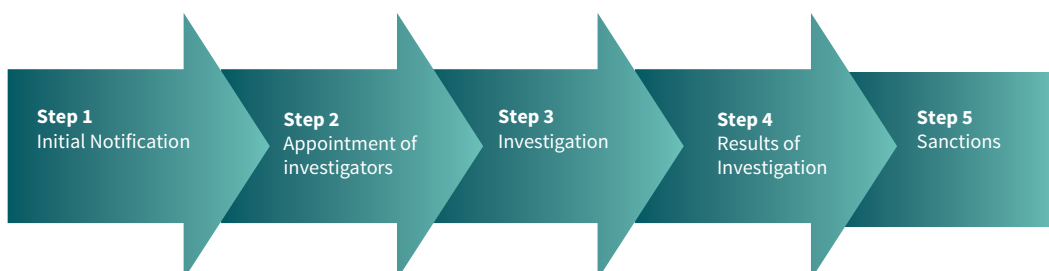 Step 1
Initial Notification
Step 2
Appointment of
investigators
Step 3
Investigation
Step 4
Results of
Investigation
Step 5
Sanctions